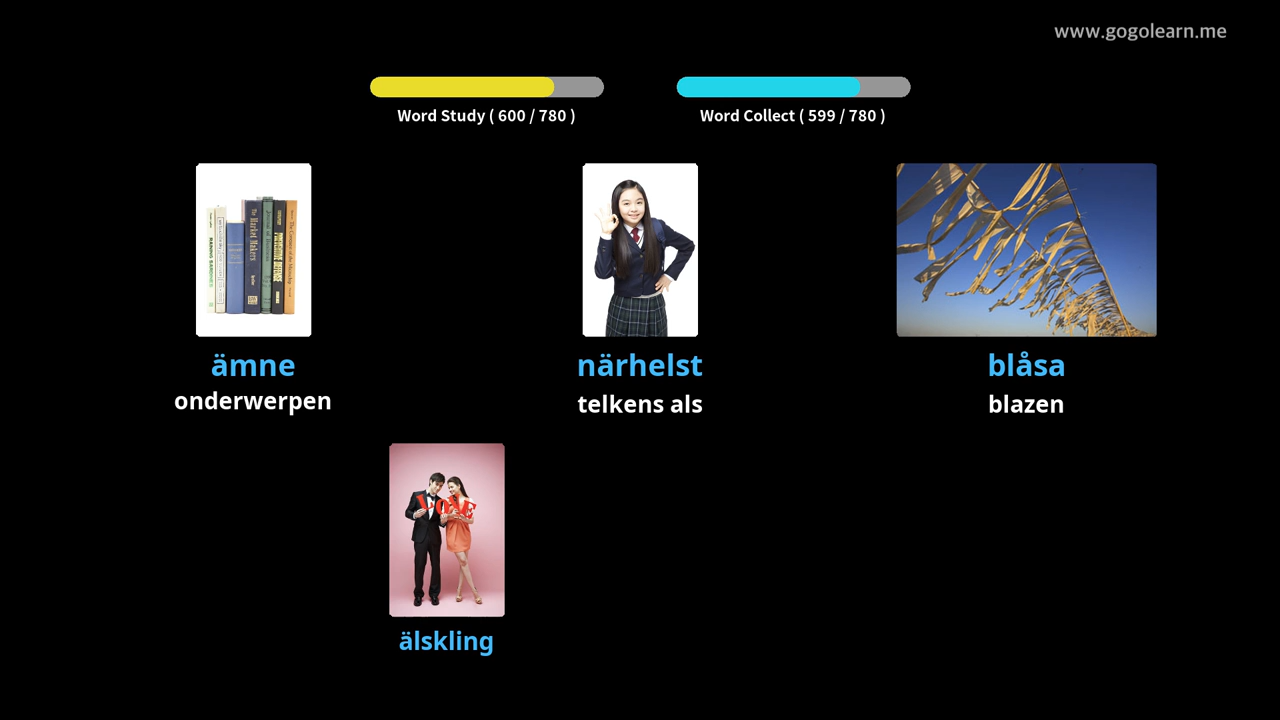 www.gogolearn.me
Word Study ( 600 / 780 )
Word Collect ( 599 / 780 )
ämne
närhelst
blåsa
onderwerpen
telkens als
blazen
älskling